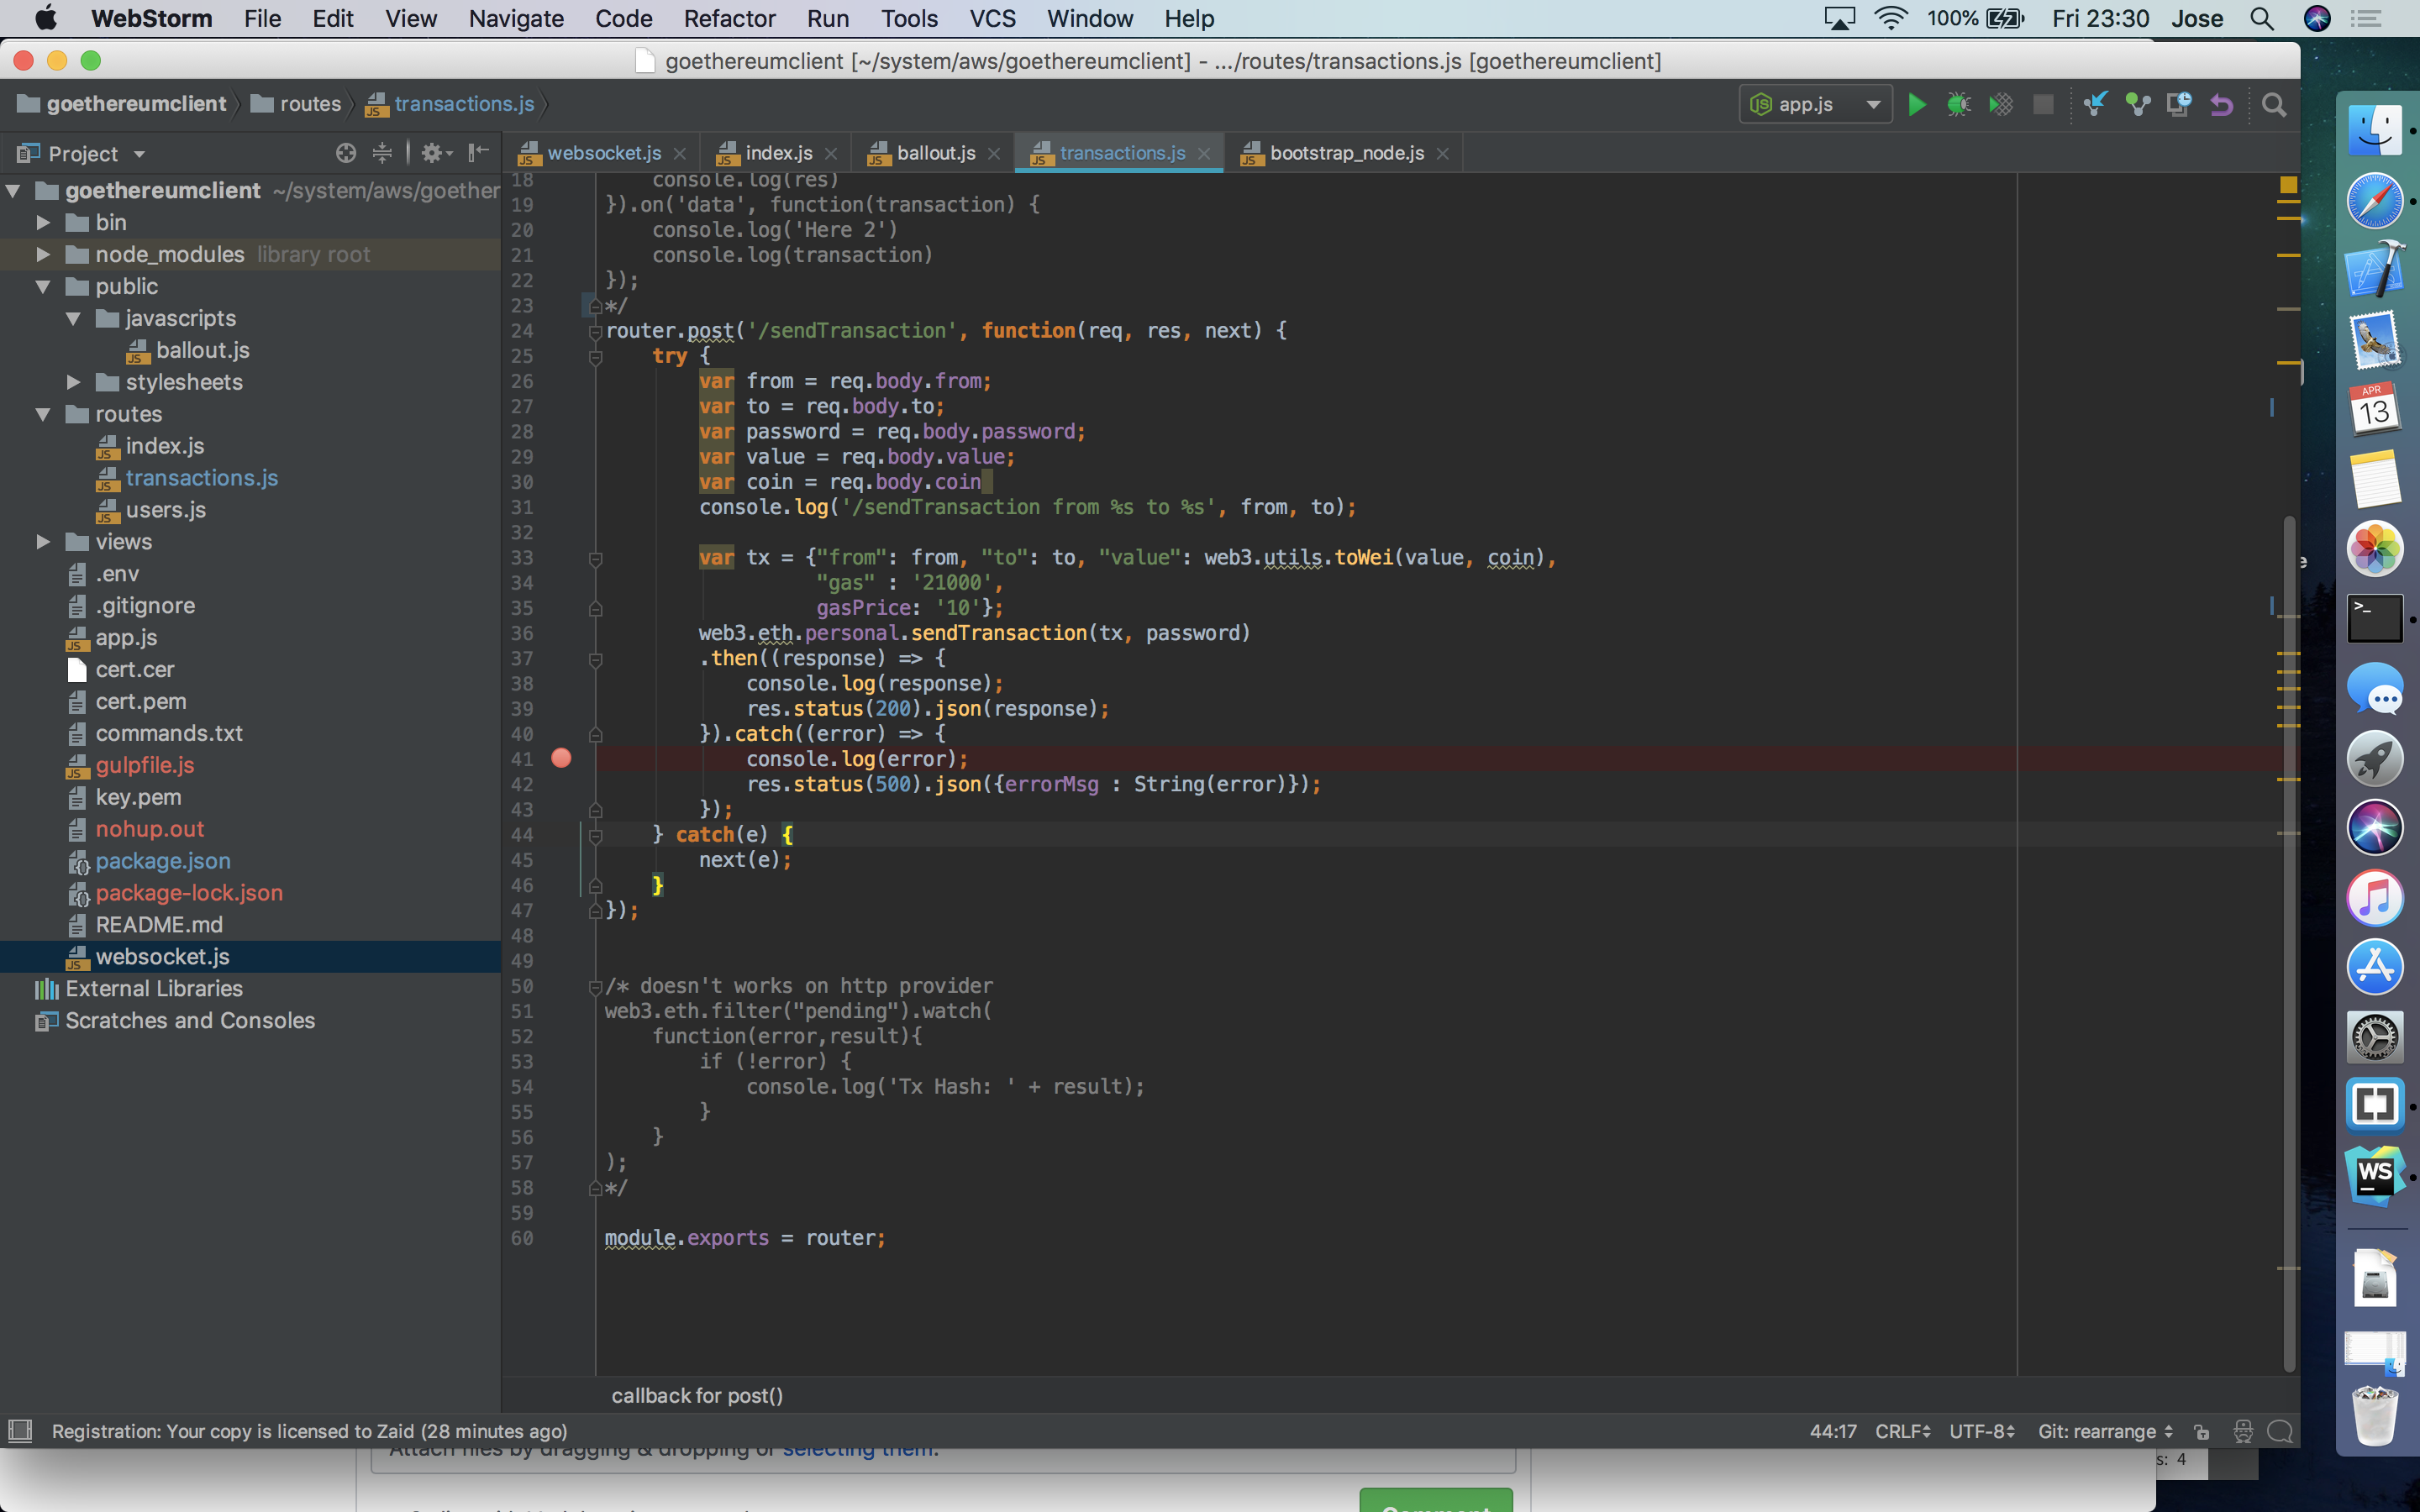 WebStorm File Edit View Navigate Code Refactor Run Tools VCS Window Help 100% Fri 23:30 Jose
goethereumclient [~/system/aws/goethereumclient] - .../routes/transactions.js [goethereumclient]
goethereumclient routes transactions.js app.js
Project
websocket.js index.js ballout.js transactions.js bootstrap_node.js
goethereumclient ~/system/aws/goether
bin
node_modules library root
public
javascripts
ballout.js
stylesheets
routes
index.js
transactions.js
users.js
views
.env
.gitignore
app.js
cert.cer
cert.pem
commands.txt
gulpfile.js
key.pem
nohup.out
package.json
package-lock.json
README.md
websocket.js
External Libraries
Scratches and Consoles
18 console.log(res)
19 }).on('data', function(transaction) {
20 console.log('Here 2')
21 console.log(transaction)
22 });
23 */
24 router.post('/sendTransaction', function(req, res, next) {
25 try {
26 var from = req.body.from;
27 var to = req.body.to;
28 var password = req.body.password;
29 var value = req.body.value;
30 var coin = req.body.coin
31 console.log('/sendTransaction from %s to %s', from, to);
32
33 var tx = {"from": from, "to": to, "value": web3.utils.toWei(value, coin),
34 "gas" : '21000',
35 gasPrice: '10'};
36 web3.eth.personal.sendTransaction(tx, password)
37 .then((response) => {
38 console.log(response);
39 res.status(200).json(response);
40 }).catch((error) => {
41 console.log(error);
42 res.status(500).json({errorMsg : String(error)});
43 });
44 } catch(e) {
45 next(e);
46 }
47 });
48
49
50 /* doesn't works on http provider
51 web3.eth.filter("pending").watch(
52 function(error,result){
53 if (!error) {
54 console.log('Tx Hash: ' + result);
55 }
56 }
57 );
58 */
59
60 module.exports = router;
callback for post()
Registration: Your copy is licensed to Zaid (28 minutes ago) 44:17 CRLF UTF-8 Git: rearrange
Attach files by dragging & dropping or selecting them.
s: 4
Comment
APR
13
WS